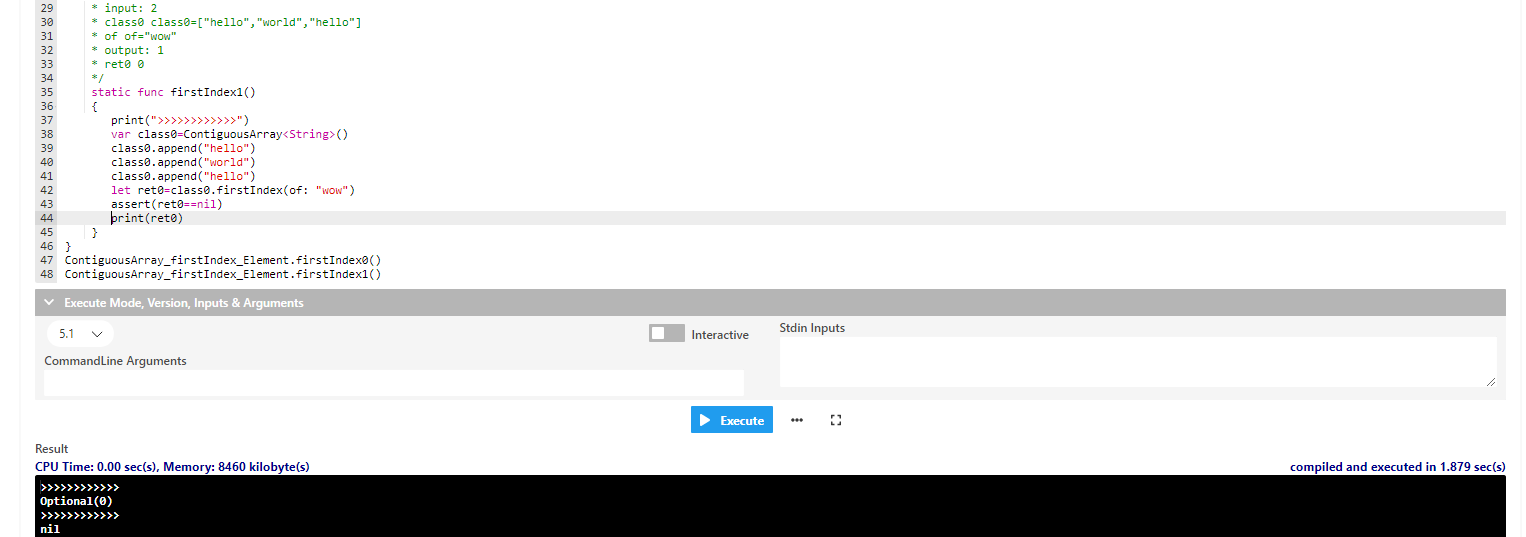 29 * input: 2
30 * class0 class0=["hello","world","hello"]
31 * of of="wow"
32 * output: 1
33 * ret0 0
34 */
35 static func firstIndex1()
36 {
37 print(">>>>>>>>>>>>")
38 var class0=ContiguousArray<String>()
39 class0.append("hello")
40 class0.append("world")
41 class0.append("hello")
42 let ret0=class0.firstIndex(of: "wow")
43 assert(ret0==nil)
44 print(ret0)
45 }
46 }
47 ContiguousArray_firstIndex_Element.firstIndex0()
48 ContiguousArray_firstIndex_Element.firstIndex1()
Execute Mode, Version, Inputs & Arguments
5.1
Interactive
Stdin Inputs
CommandLine Arguments
Execute
Result
CPU Time: 0.00 sec(s), Memory: 8460 kilobyte(s)
compiled and executed in 1.879 sec(s)
>>>>>>>>>>>>
Optional(0)
>>>>>>>>>>>>
nil